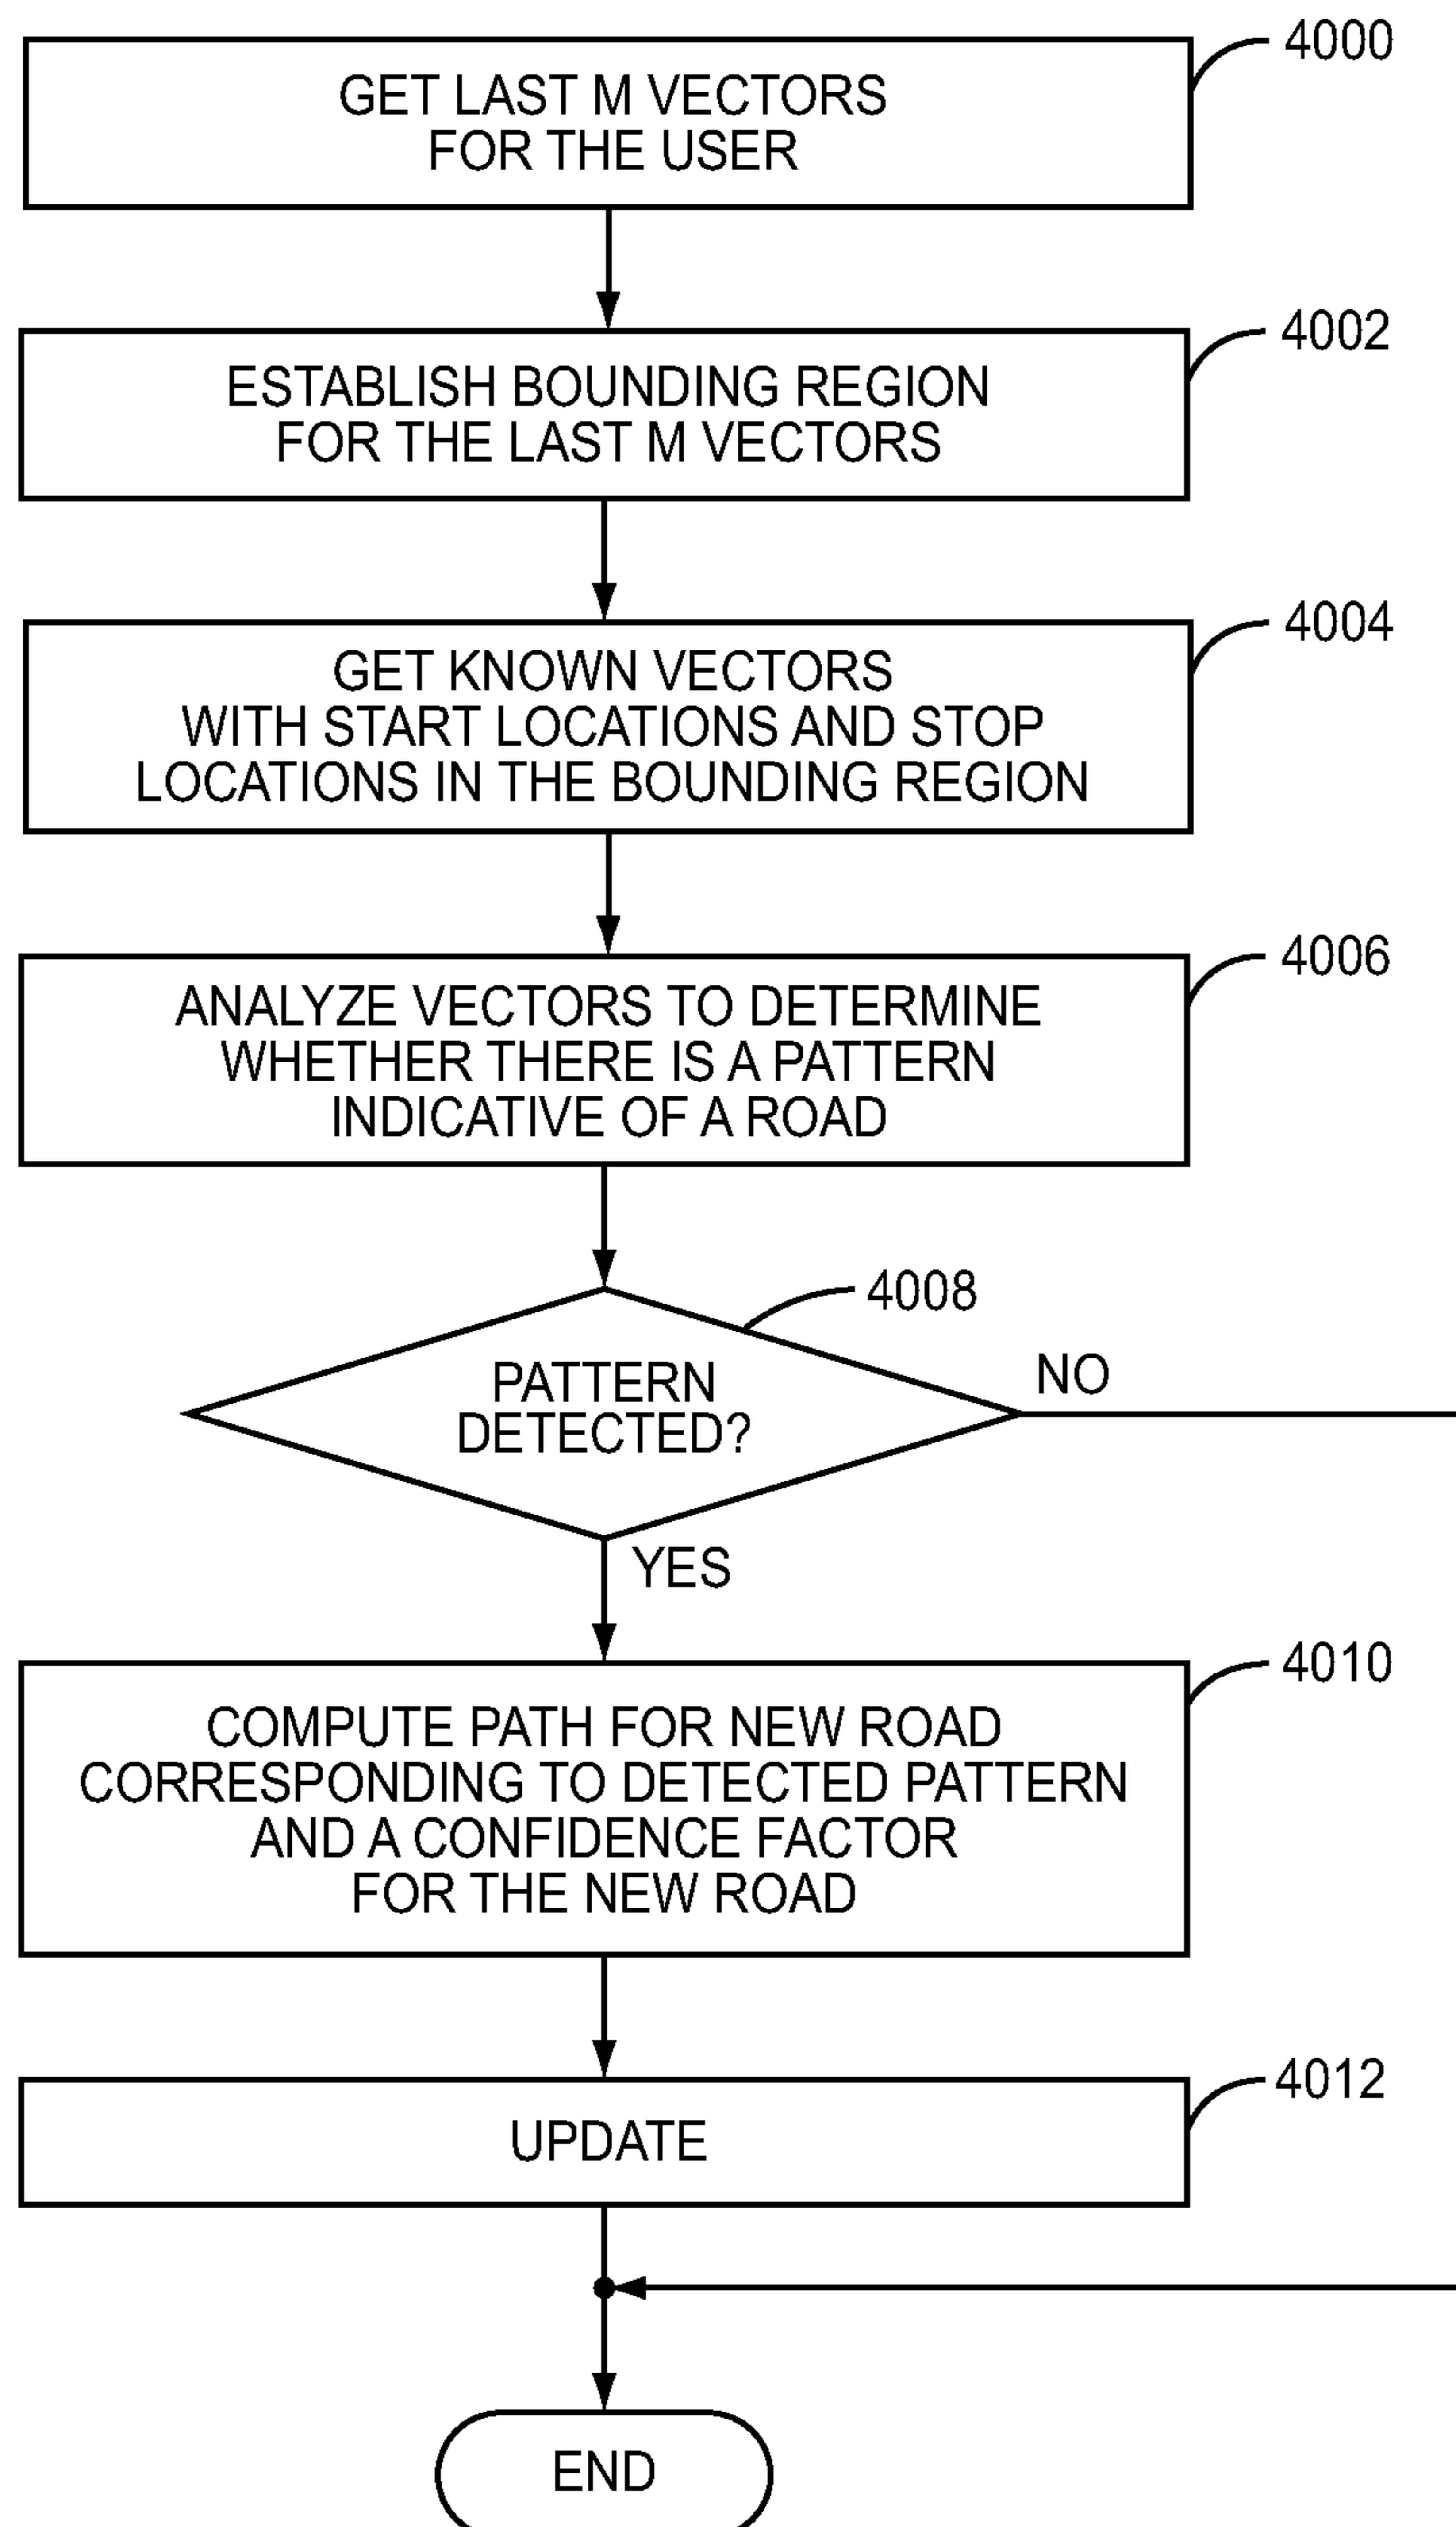 4000
GET LAST M VECTORS
FOR THE USER
4002
ESTABLISH BOUNDING REGION
FOR THE LAST M VECTORS
4004
GET KNOWN VECTORS
WITH START LOCATIONS AND STOP
LOCATIONS IN THE BOUNDING REGION
4006
ANALYZE VECTORS TO DETERMINE
WHETHER THERE IS A PATTERN
INDICATIVE OF A ROAD
4008
PATTERN
DETECTED?
NO
YES
4010
COMPUTE PATH FOR NEW ROAD
CORRESPONDING TO DETECTED PATTERN
AND A CONFIDENCE FACTOR
FOR THE NEW ROAD
4012
UPDATE
END